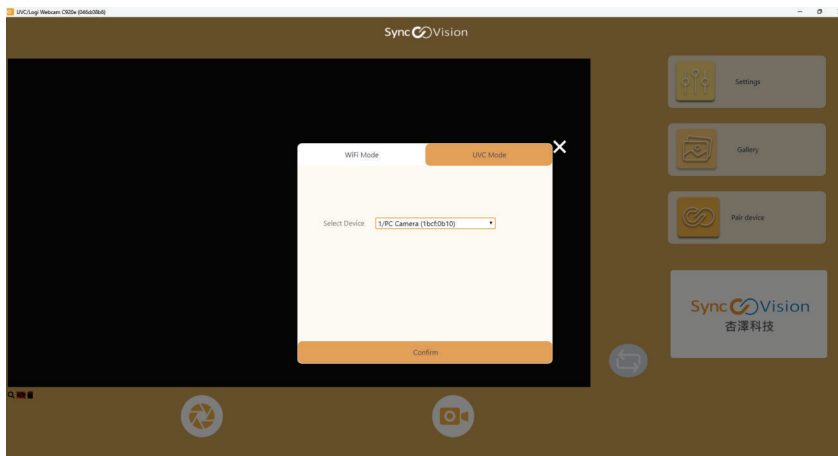 UVC/Logi Webcam C920e (046d:08b6)
Sync Vision
Settings
Gallery
Pair device
WiFi Mode
UVC Mode
Select Device
1/PC Camera (1bcf:0b10)
Confirm
Sync Vision
杏澤科技